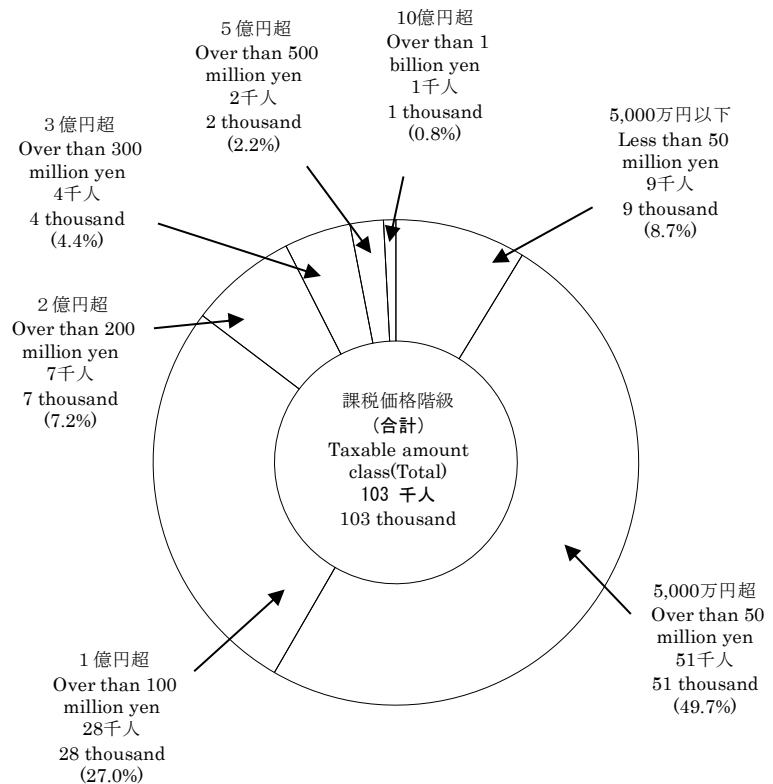 10億円超
Over than 1
billion yen
1千人
1 thousand
(0.8%)
５億円超
Over than 500
million yen
2千人
2 thousand
(2.2%)
３億円超
Over than 300
million yen
4千人
4 thousand
(4.4%)
２億円超
Over than 200
million yen
7千人
7 thousand
(7.2%)
5,000万円以下
Less than 50
million yen
9千人
9 thousand
(8.7%)
課税価格階級
（合計）
Taxable amount
class(Total)
103 千人
103 thousand
5,000万円超
Over than 50
million yen
51千人
51 thousand
(49.7%)
１億円超
Over than 100
million yen
28千人
28 thousand
(27.0%)